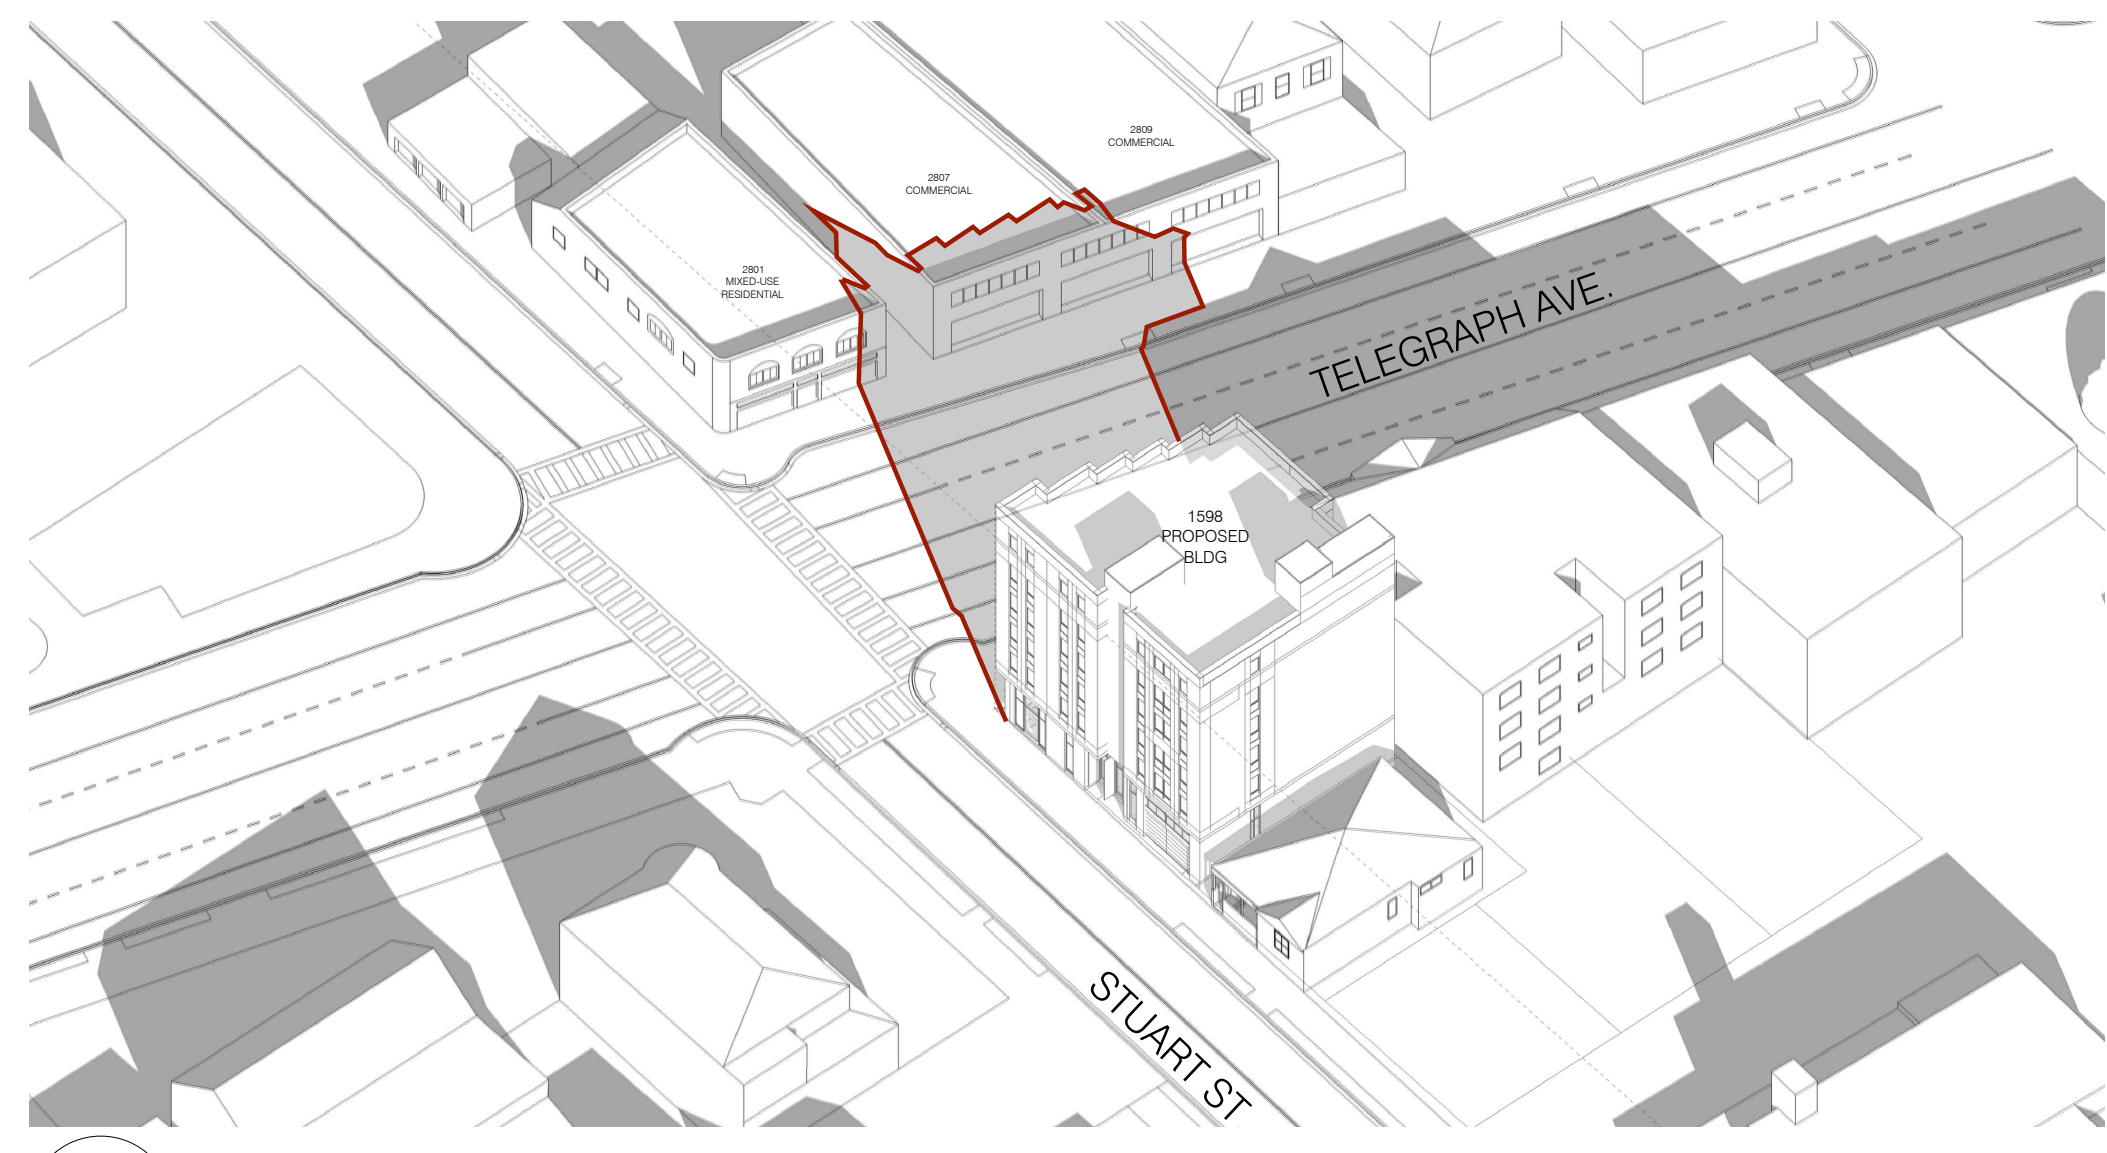 2809
COMMERCIAL
2807
COMMERCIAL
2801
MIXED-USE
RESIDENTIAL
TELEGRAPH AVE.
1598
PROPOSED
BLDG
STUART ST